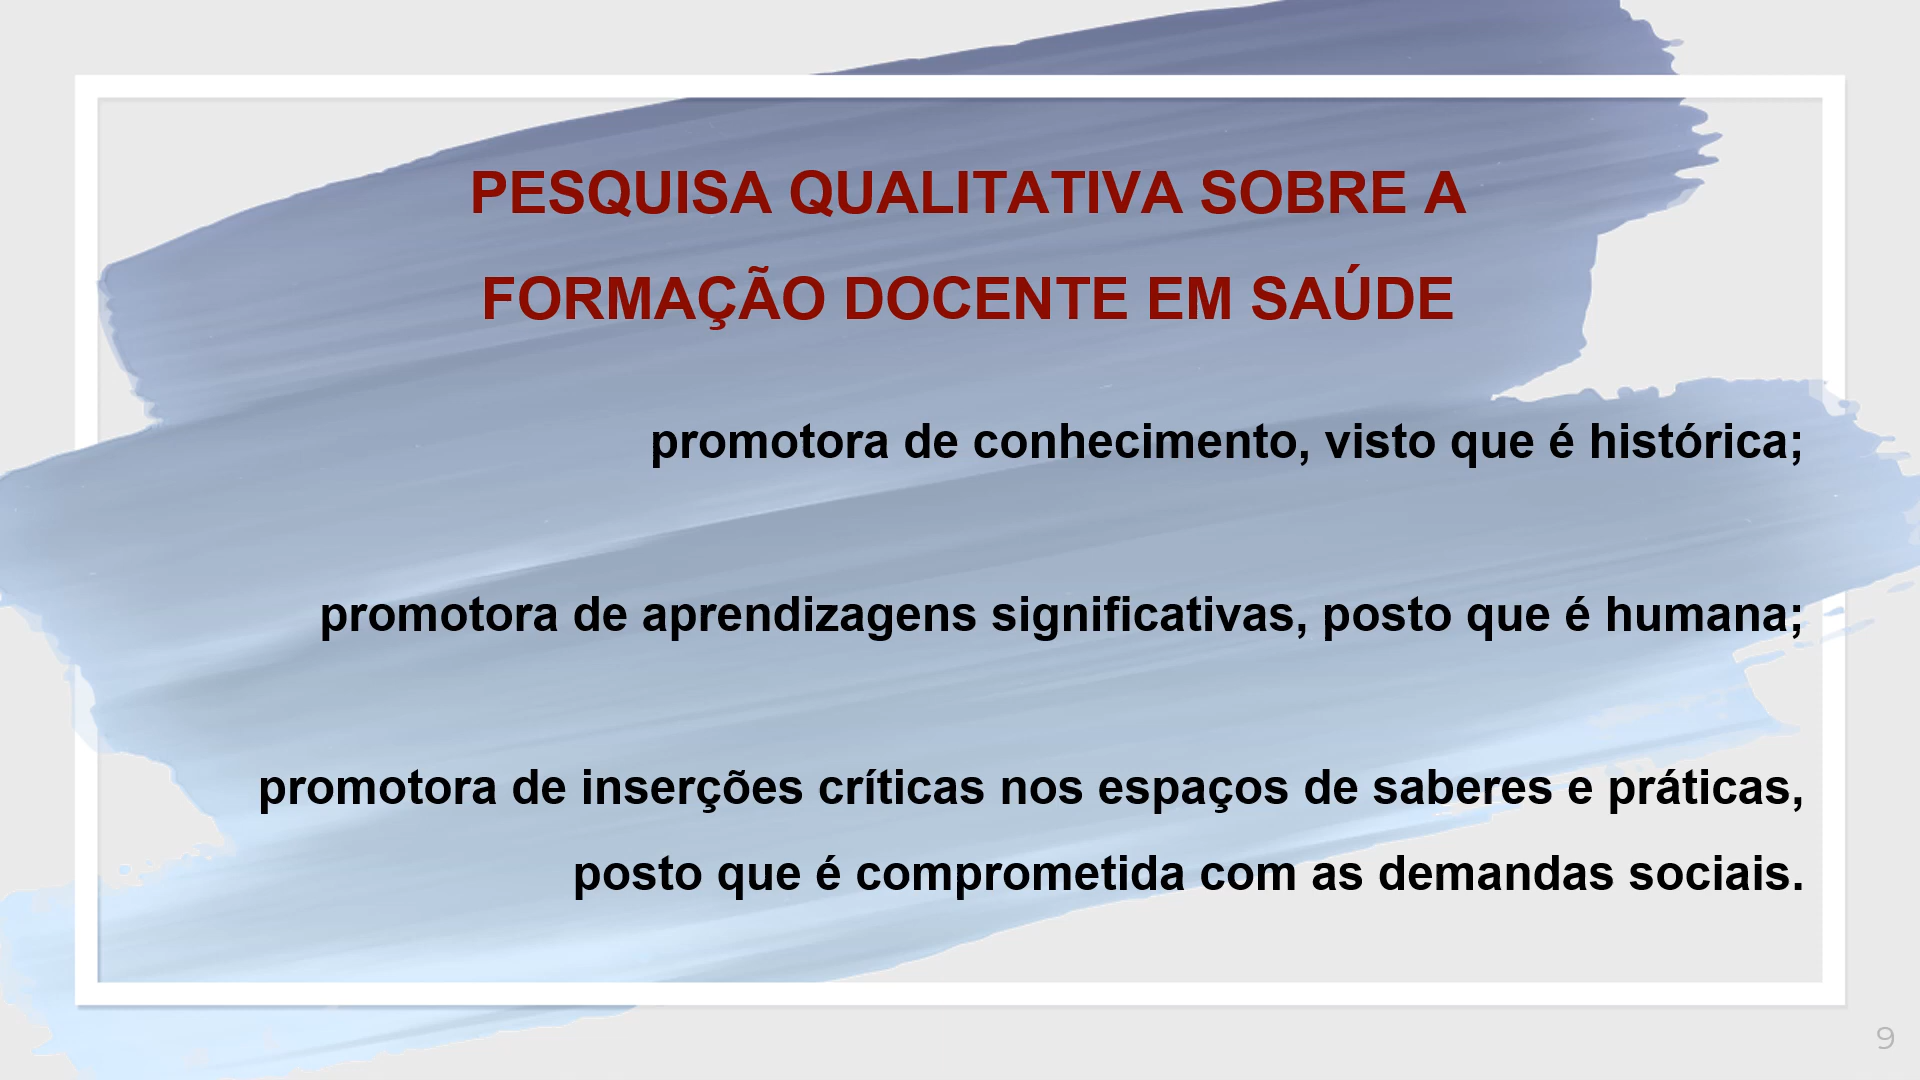 PESQUISA QUALITATIVA SOBRE A
FORMAÇÃO DOCENTE EM SAÚDE
promotora de conhecimento, visto que é histórica;
promotora de aprendizagens significativas, posto que é humana;
promotora de inserções críticas nos espaços de saberes e práticas,
posto que é comprometida com as demandas sociais.
9